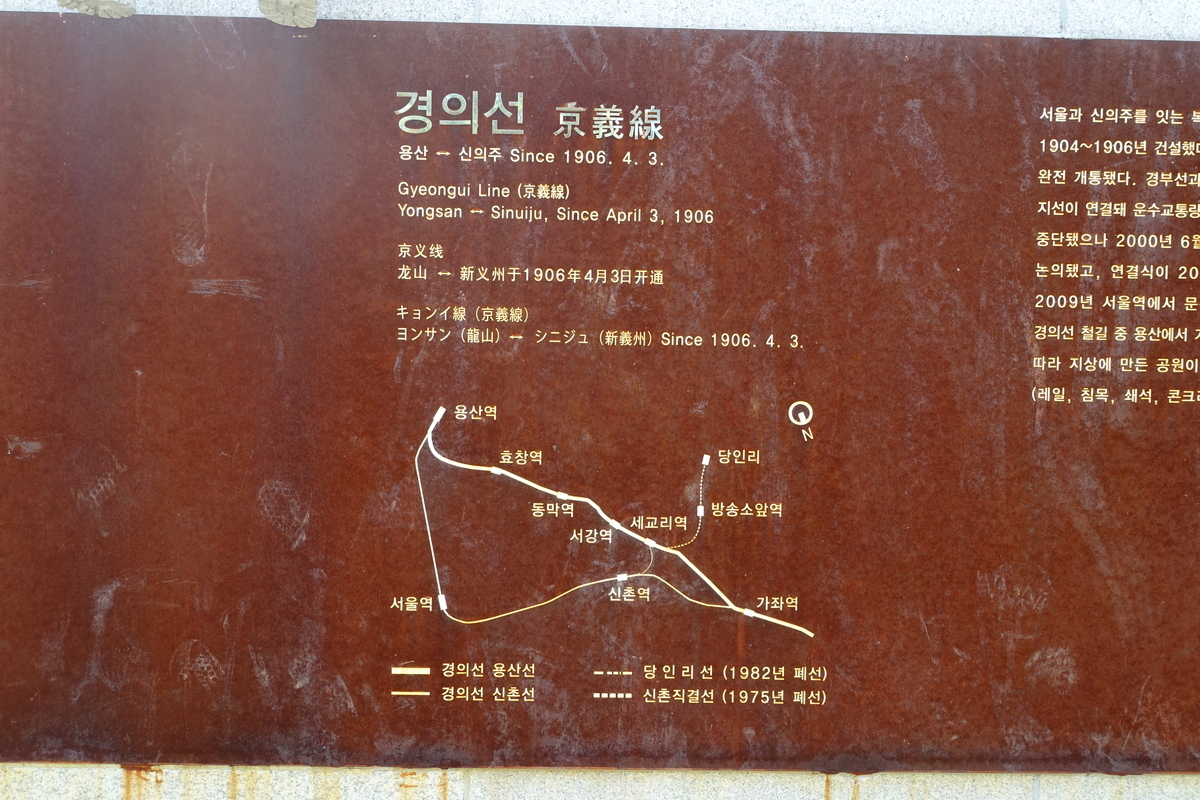 경의선 京義線
용산 ↔ 신의주 Since 1906. 4. 3.
Gyeongui Line (京義線)
Yongsan ↔ Sinuiju, Since April 3, 1906
京义线
龙山 ↔ 新义州于1906年4月3日开通
キョンイ線 (京義線)
ヨンサン (龍山) ↔ シニジュ (新義州) Since 1906. 4. 3.
용산역
효창역
동막역
서강역
세교리역
당인리
방송소앞역
신촌역
서울역
가좌역
N
경의선 용산선
경의선 신촌선
당인리선 (1982년 폐선)
신촌직결선 (1975년 폐선)
서울과 신의주를 잇는
1904~1906년 건설했
완전 개통됐다. 경부선과
지선이 연결돼 운수교통량
중단됐으나 2000년 6월
논의됐고, 연결식이 20
2009년 서울역에서 문
경의선 철길 중 용산에서
따라 지상에 만든 공원이
(레일, 침목, 쇄석, 콘크리